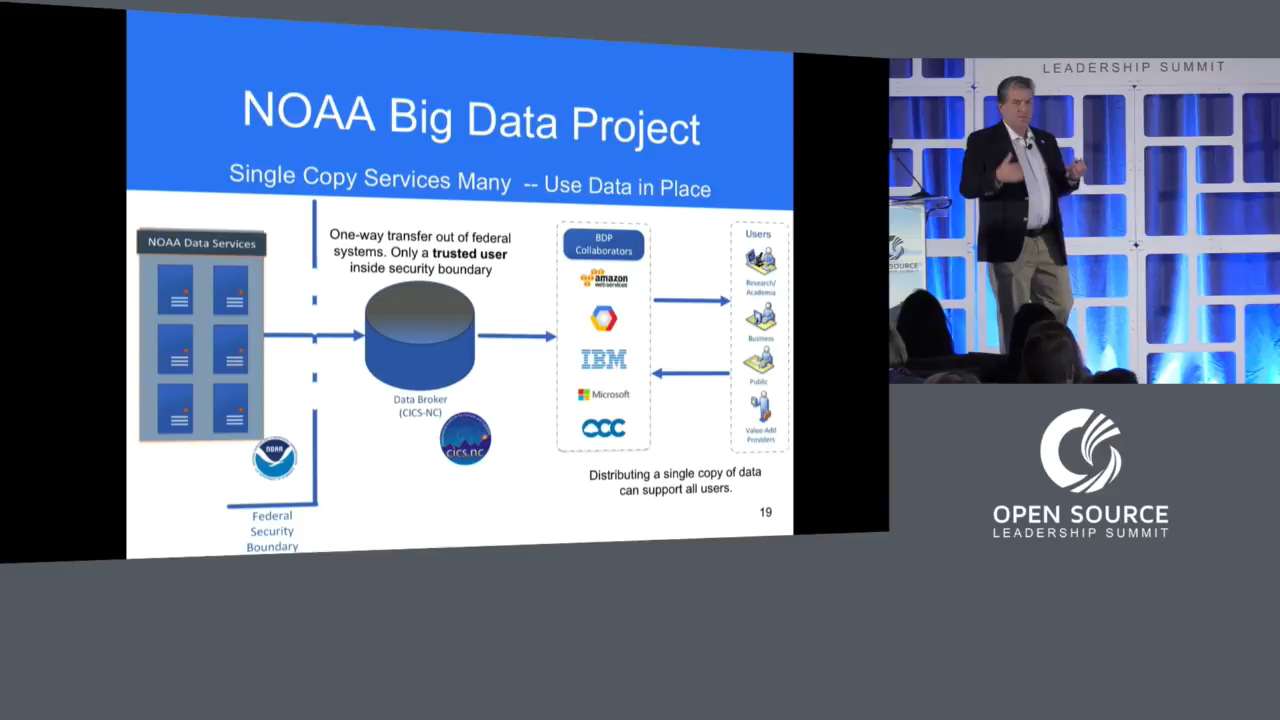 NOAA Big Data Project
Single Copy Services Many -- Use Data in Place
NOAA Data Services
One-way transfer out of federal
systems. Only a trusted user
inside security boundary
Data Broker
(CICS-NC)
cics.nc
NOAA
Federal
Security
Boundary
BDP
Collaborators
amazon
webservices
IBM
Microsoft
OCC
Users
Research/
Academia
Business
Public
Value-Add
Providers
Distributing a single copy of data
can support all users.
19
LEADERSHIP SUMMIT
SOURCE
OPEN SOURCE
LEADERSHIP SUMMIT